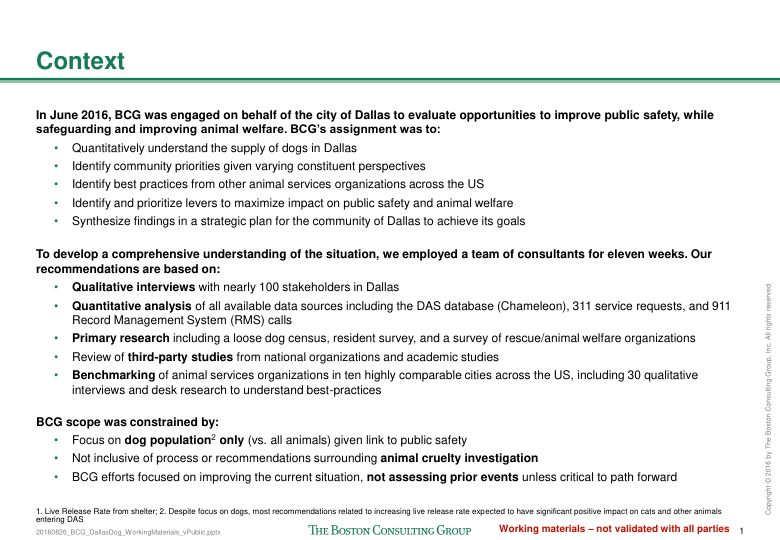 Context
In June 2016, BCG was engaged on behalf of the city of Dallas to evaluate opportunities to improve public safety, while
safeguarding and improving animal welfare. BCG's assignment was to:
• Quantitatively understand the supply of dogs in Dallas
• Identify community priorities given varying constituent perspectives
• Identify best practices from other animal services organizations across the US
• Identify and prioritize levers to maximize impact on public safety and animal welfare
• Synthesize findings in a strategic plan for the community of Dallas to achieve its goals
To develop a comprehensive understanding of the situation, we employed a team of consultants for eleven weeks. Our
recommendations are based on:
• Qualitative interviews with nearly 100 stakeholders in Dallas
• Quantitative analysis of all available data sources including the DAS database (Chameleon), 311 service requests, and 911
Record Management System (RMS) calls
• Primary research including a loose dog census, resident survey, and a survey of rescue/animal welfare organizations
• Review of third-party studies from national organizations and academic studies
• Benchmarking of animal services organizations in ten highly comparable cities across the US, including 30 qualitative
interviews and desk research to understand best-practices
BCG scope was constrained by:
• Focus on dog population² only (vs. all animals) given link to public safety
• Not inclusive of process or recommendations surrounding animal cruelty investigation
• BCG efforts focused on improving the current situation, not assessing prior events unless critical to path forward
1. Live Release Rate from shelter; 2. Despite focus on dogs, most recommendations related to increasing live release rate expected to have significant positive impact on cats and other animals
entering DAS
20160826_BCG_DallasDog_WorkingMaterials_vPublic.pptx
THE BOSTON CONSULTING GROUP
Working materials – not validated with all parties
1
Copyright © 2016 by The Boston Consulting Group, Inc. All rights reserved.